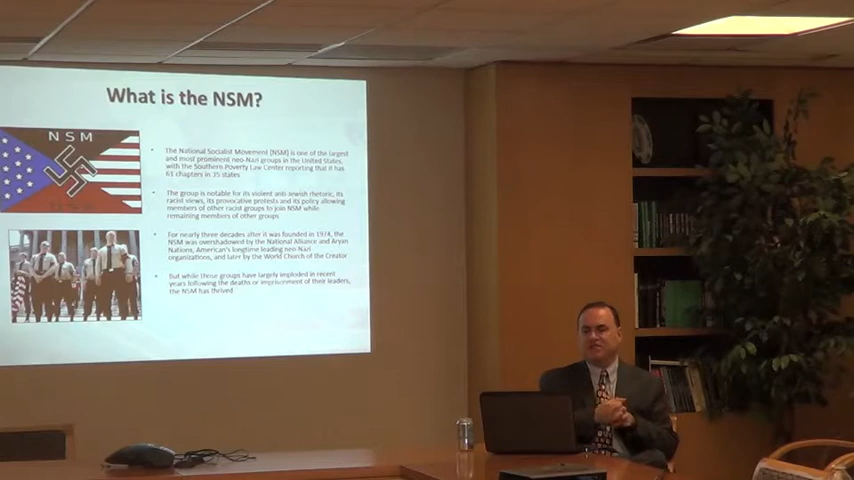 What is the NSM?
NSM
The National Socialist Movement (NSM) is one of the largest
and most prominent neo-Nazi groups in the United States,
with the Southern Poverty Law Center reporting that it has
61 chapters in 35 states
The group is notable for its violent anti-Jewish rhetoric, its
racist views, its provocative protests and its policy allowing
members of other racist groups to join NSM while
remaining members of other groups
For nearly three decades after it was founded in 1974, the
NSM was overshadowed by the National Alliance and Aryan
Nations, American's longtime leading neo-Nazi
organizations, and later by the World Church of the Creator
But while those groups have largely imploded in recent
years following the deaths or imprisonment of their leaders,
the NSM has thrived